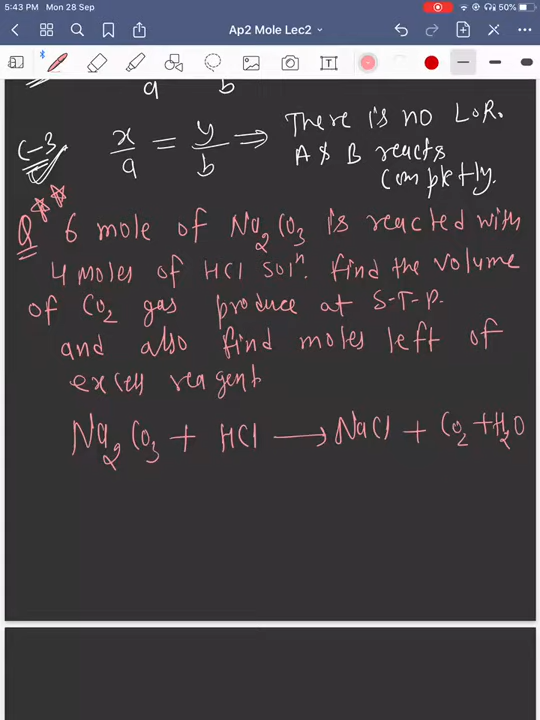 5:43 PM Mon 28 Sep
50%
Ap2 Mole Lec2
T
a b
C-3 x/a = y/b ⇒ There is no L.R.
A & B reacts
completly.
Q 6 mole of Na2CO3 is reacted with
4 moles of HCl Solⁿ. find the volume
of CO2 gas produce at S-T-P.
and also find moles left of
excess reagent
Na2CO3 + HCl → NaCl + CO2 + H2O